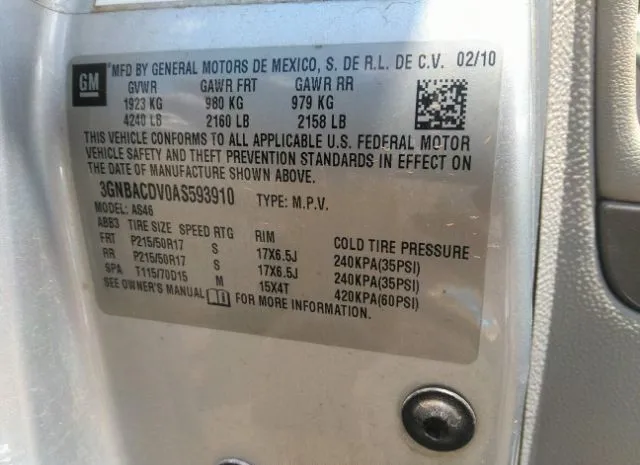 GM
*MFD BY GENERAL MOTORS DE MEXICO, S. DE R.L. DE C.V. 02/10
GVWR GAWR FRT GAWR RR
1923 KG 980 KG 979 KG
4240 LB 2160 LB 2158 LB
THIS VEHICLE CONFORMS TO ALL APPLICABLE U.S. FEDERAL MOTOR
VEHICLE SAFETY AND THEFT PREVENTION STANDARDS IN EFFECT ON
THE DATE OF MANUFACTURE SHOWN ABOVE.
3GNBACDV0AS593910 TYPE: M.P.V.
MODEL: AS46
ABB3 TIRE SIZE SPEED RTG RIM COLD TIRE PRESSURE
FRT P215/50R17 S 17X6.5J 240KPA(35PSI)
RR P215/50R17 S 17X6.5J 240KPA(35PSI)
SPA T115/70D15 M 15X4T 420KPA(60PSI)
SEE OWNER'S MANUAL FOR MORE INFORMATION.